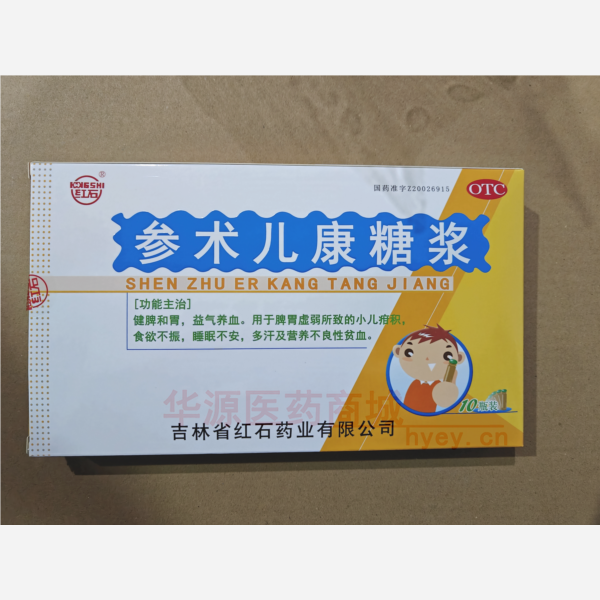 HONGSHI
红石
®
国药准字Z20026915
OTC
参术儿康糖浆
SHEN ZHU ER KANG TANG JIANG
[功能主治]
健脾和胃，益气养血。用于脾胃虚弱所致的小儿疳积，
食欲不振，睡眠不安，多汗及营养不良性贫血。
华源医药商城
hyey.cn
10瓶装
吉林省红石药业有限公司
红石